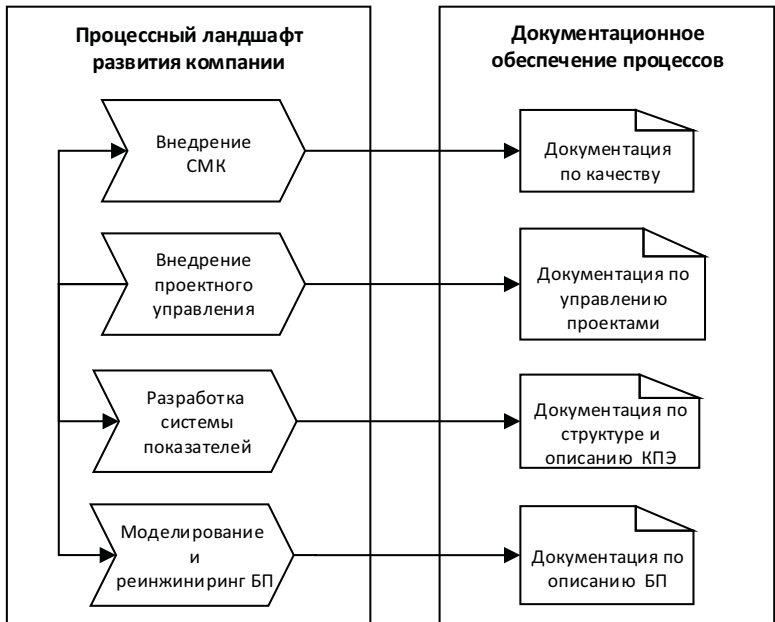 Процессный ландшафт
развития компании
Внедрение
СМК
Внедрение
проектного
управления
Разработка
системы
показателей
Моделирование
и
реинжиниринг БП
Документационное
обеспечение процессов
Документация
по качеству
Документация по
управлению
проектами
Документация по
структуре и
описанию КПЭ
Документация по
описанию БП